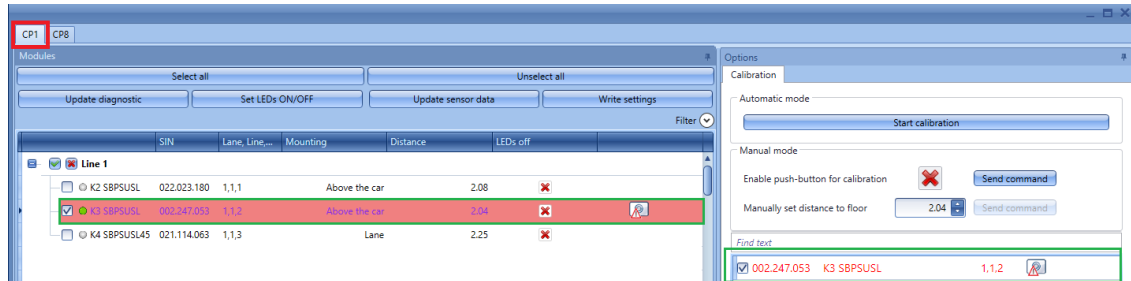 CP1 CP8
Modules
Select all Unselect all
Update diagnostic Set LEDs ON/OFF Update sensor data Write settings
Filter
SIN Lane, Line,... Mounting Distance LEDs off
Line 1
K2 SBPSUSL 022.023.180 1,1,1 Above the car 2.08
K3 SBPSUSL 002.247.053 1,1,2 Above the car 2.04
K4 SBPSUSL45 021.114.063 1,1,3 Lane 2.25
Options
Calibration
Automatic mode
Start calibration
Manual mode
Enable push-button for calibration Send command
Manually set distance to floor 2.04 Send command
Find text
002.247.053 K3 SBPSUSL 1,1,2